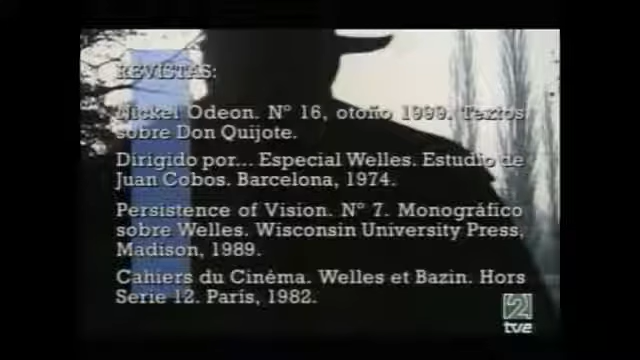 REVISTAS:
Nickel Odeon. Nº 16, otoño 1999. Textos
sobre Don Quijote.
Dirigido por... Especial Welles. Estudio de
Juan Cobos. Barcelona, 1974.
Persistence of Vision. Nº 7. Monográfico
sobre Welles. Wisconsin University Press,
Madison, 1989.
Cahiers du Cinéma. Welles et Bazin. Hors
Serie 12. París, 1982.
2
tve